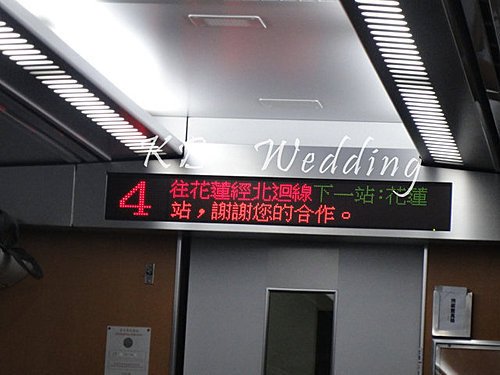 KD Wedding
4 往花蓮經北迴線下一站:花蓮
站,謝謝您的合作。